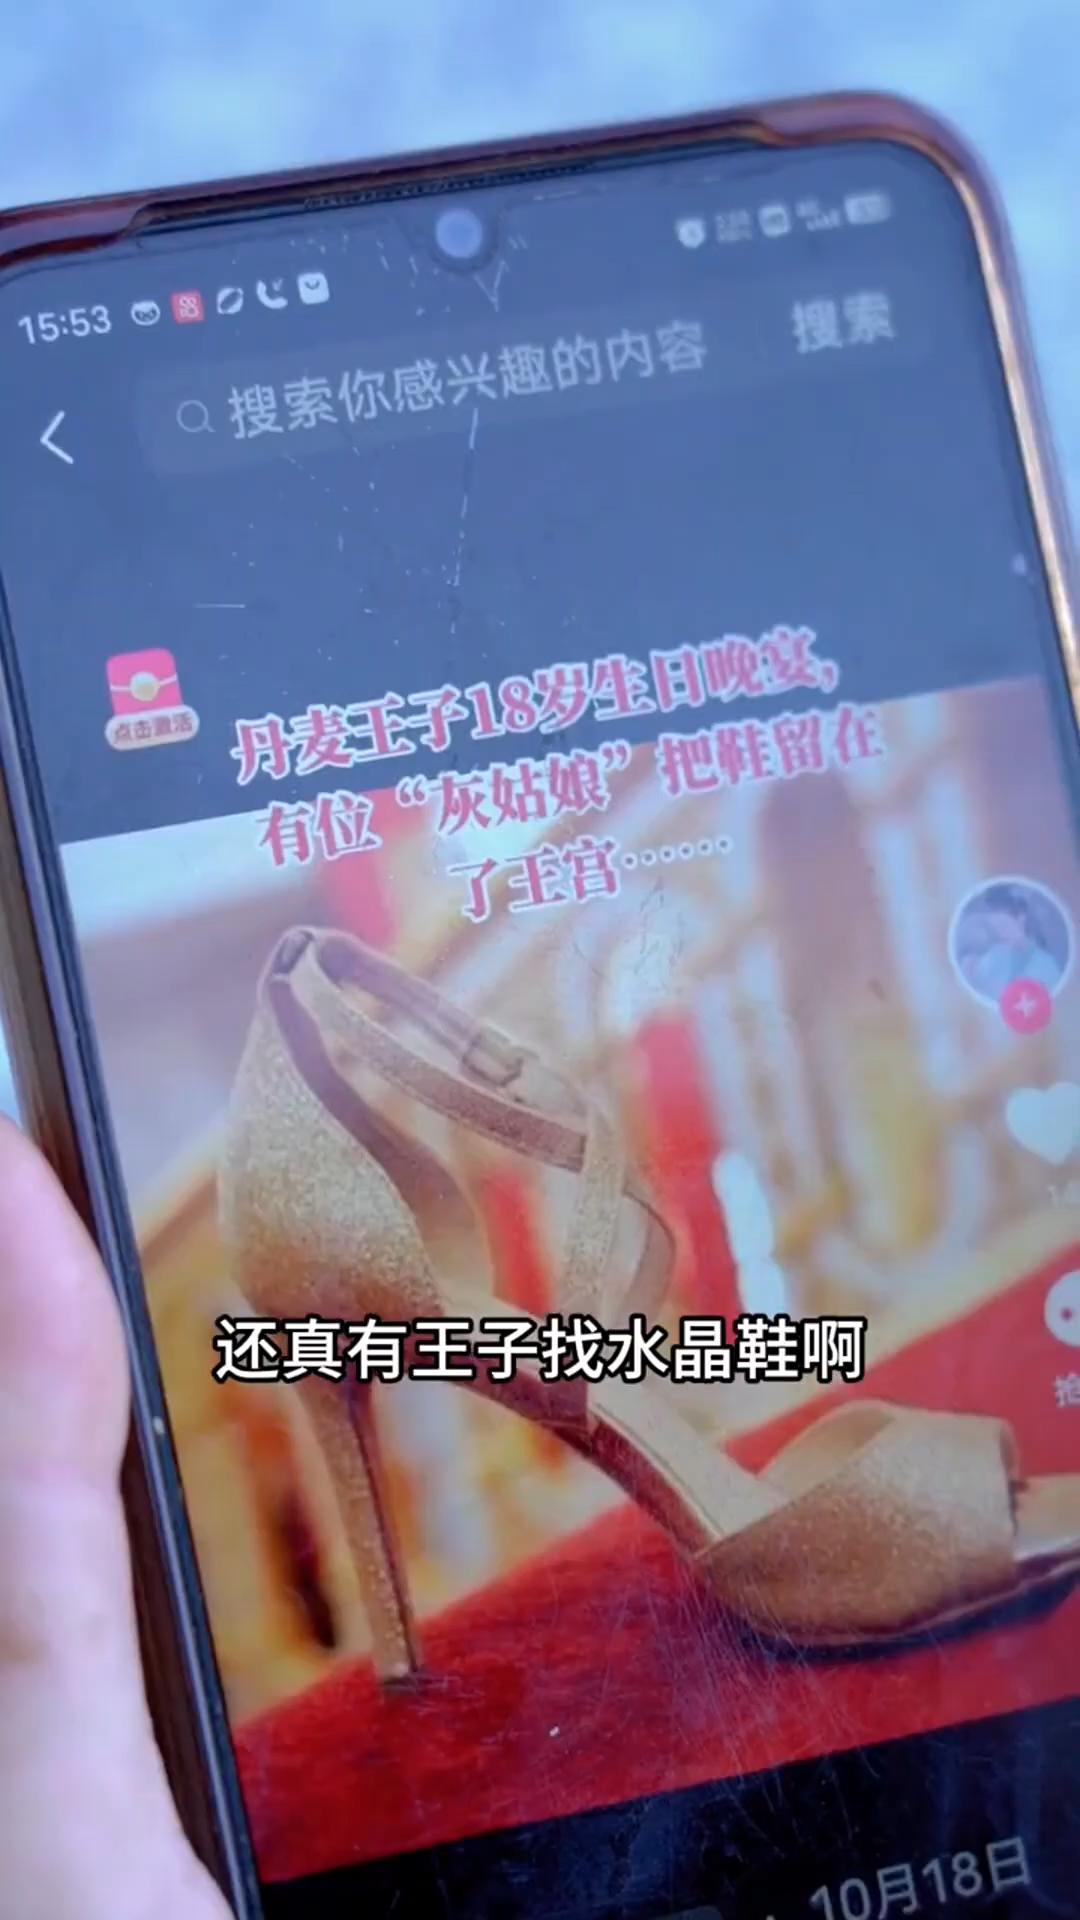 15:53
搜索你感兴趣的内容
搜索
点击激活
丹麦王子18岁生日晚宴，
有位“灰姑娘”把鞋留在
了王宫……
还真有王子找水晶鞋啊
10月18日